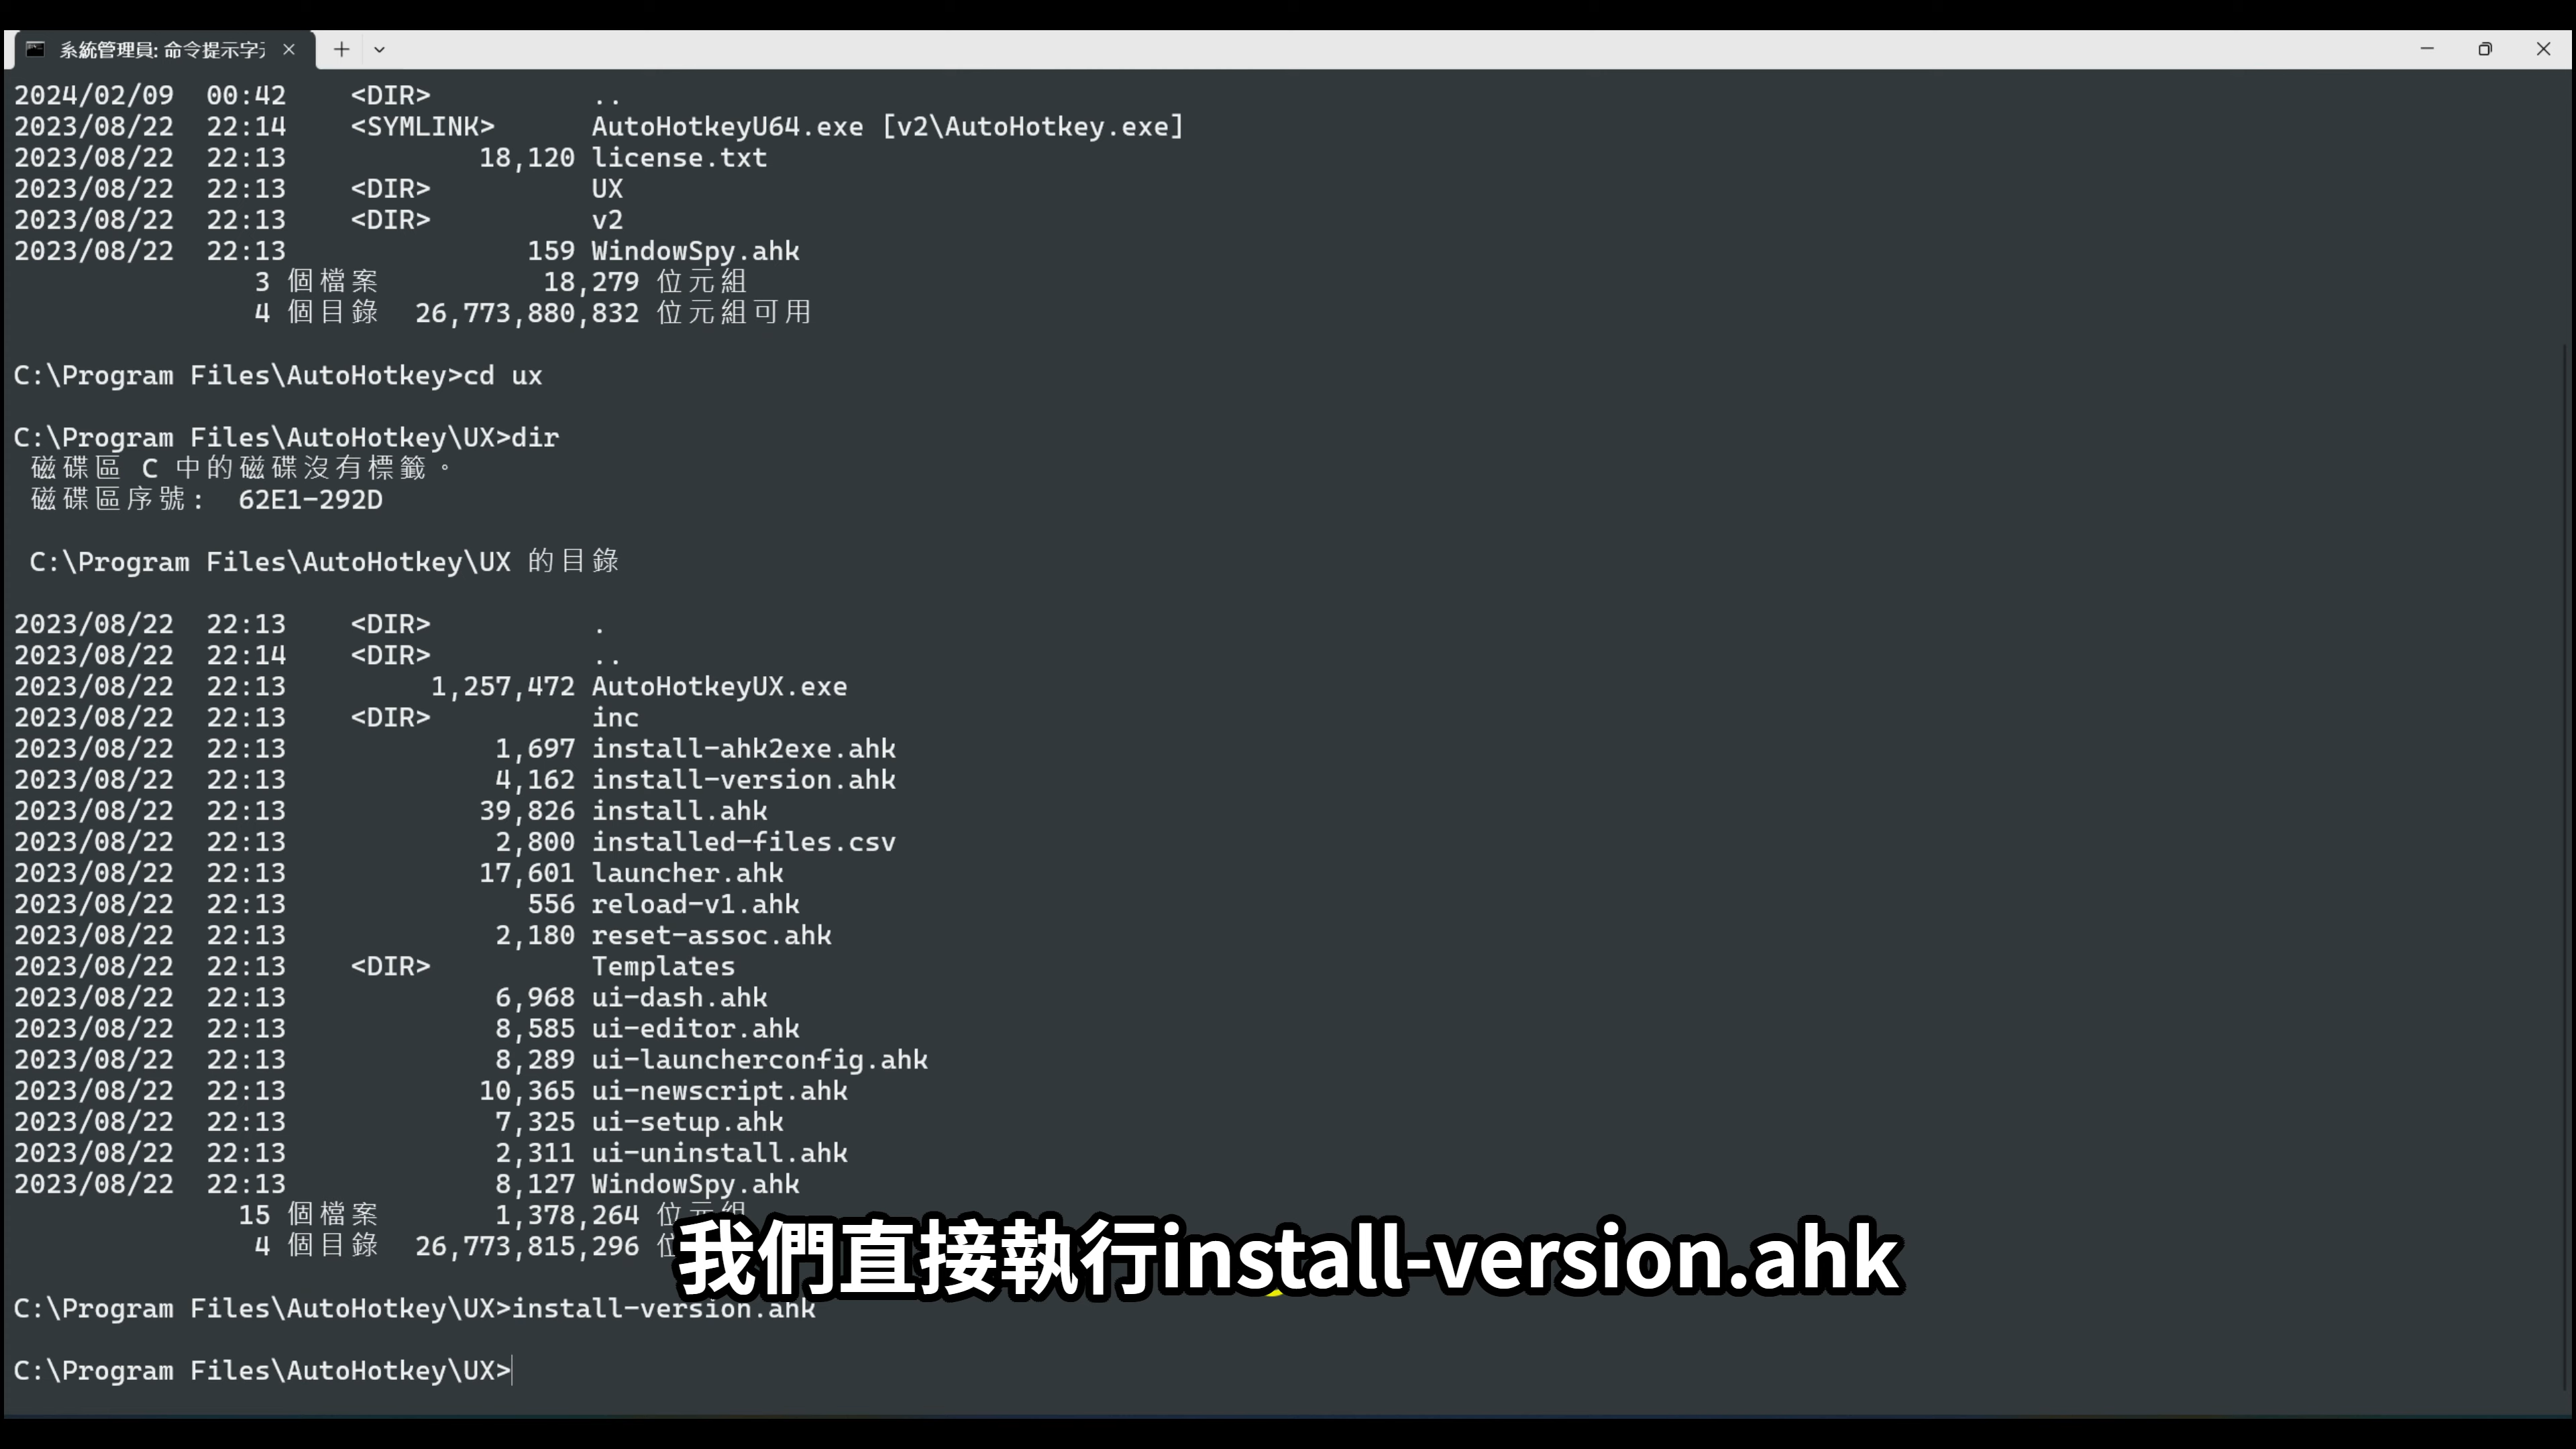 系統管理員: 命令提示字
2024/02/09  00:42    <DIR>          ..
2023/08/22  22:14    <SYMLINK>      AutoHotkeyU64.exe [v2\AutoHotkey.exe]
2023/08/22  22:13            18,120 license.txt
2023/08/22  22:13    <DIR>          UX
2023/08/22  22:13    <DIR>          v2
2023/08/22  22:13               159 WindowSpy.ahk
3 個檔案          18,279 位元組
4 個目錄  26,773,880,832 位元組可用
C:\Program Files\AutoHotkey>cd ux
C:\Program Files\AutoHotkey\UX>dir
磁碟區 C 中的磁碟沒有標籤。
磁碟區序號:  62E1-292D
C:\Program Files\AutoHotkey\UX 的目錄
2023/08/22  22:13    <DIR>          .
2023/08/22  22:14    <DIR>          ..
2023/08/22  22:13         1,257,472 AutoHotkeyUX.exe
2023/08/22  22:13    <DIR>          inc
2023/08/22  22:13             1,697 install-ahk2exe.ahk
2023/08/22  22:13             4,162 install-version.ahk
2023/08/22  22:13            39,826 install.ahk
2023/08/22  22:13             2,800 installed-files.csv
2023/08/22  22:13            17,601 launcher.ahk
2023/08/22  22:13               556 reload-v1.ahk
2023/08/22  22:13             2,180 reset-assoc.ahk
2023/08/22  22:13    <DIR>          Templates
2023/08/22  22:13             6,968 ui-dash.ahk
2023/08/22  22:13             8,585 ui-editor.ahk
2023/08/22  22:13             8,289 ui-launcherconfig.ahk
2023/08/22  22:13            10,365 ui-newscript.ahk
2023/08/22  22:13             7,325 ui-setup.ahk
2023/08/22  22:13             2,311 ui-uninstall.ahk
2023/08/22  22:13             8,127 WindowSpy.ahk
15 個檔案       1,378,264 位元組
4 個目錄  26,773,815,296 位
我們直接執行install-version.ahk
C:\Program Files\AutoHotkey\UX>install-version.ahk
C:\Program Files\AutoHotkey\UX>